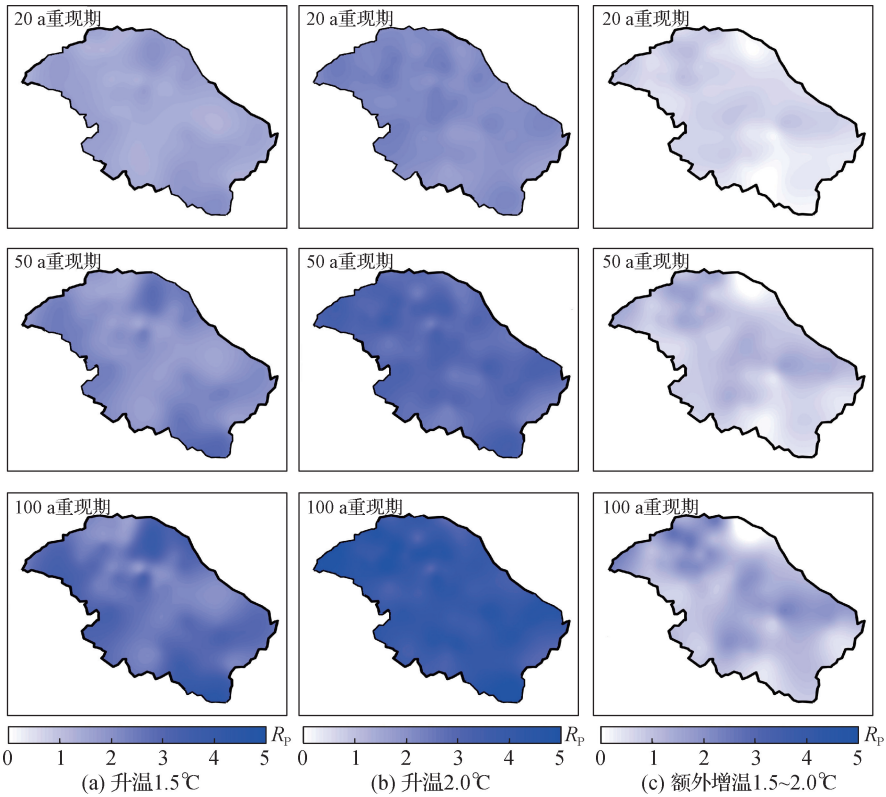 20 a重现期 20 a重现期 20 a重现期
50 a重现期 50 a重现期 50 a重现期
100 a重现期 100 a重现期 100 a重现期
0 1 2 3 4 5 RP 0 1 2 3 4 5 RP 0 1 2 3 4 5 RP
(a) 升温1.5℃ (b) 升温2.0℃ (c) 额外增温1.5~2.0℃